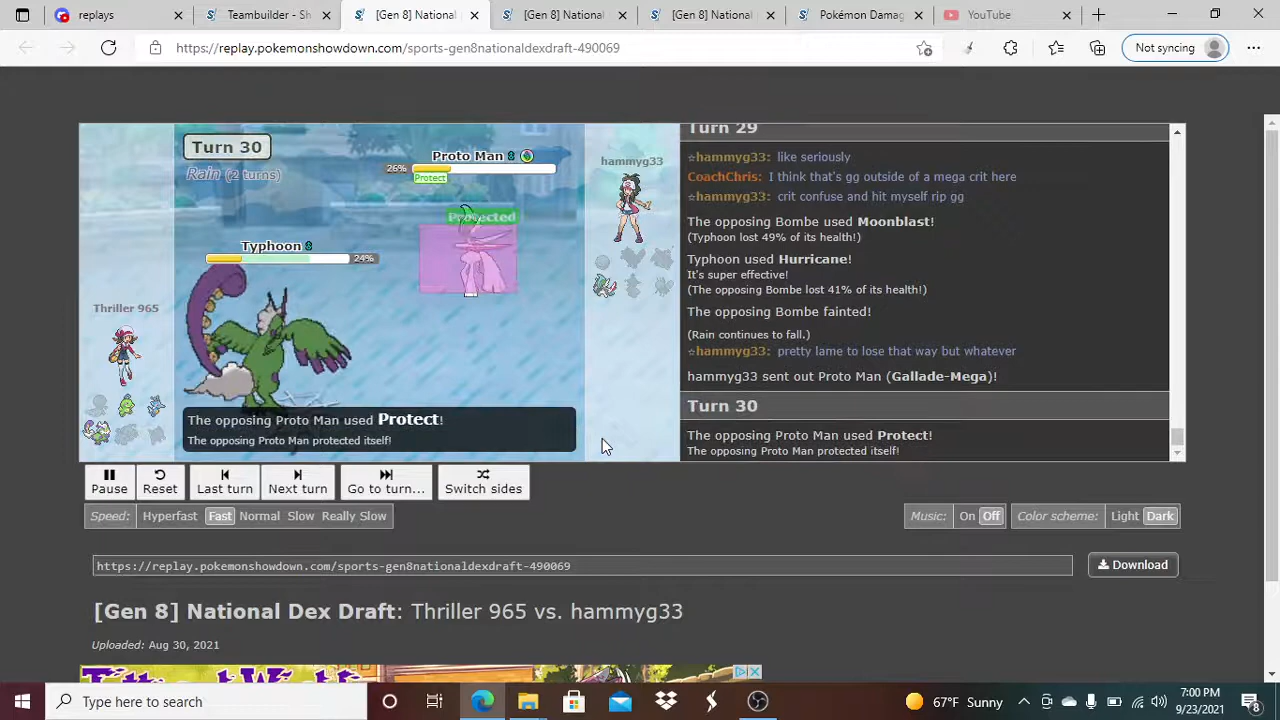 replays
Teambuilder - Sh
[Gen 8] National
[Gen 8] National
[Gen 8] National
Pokémon Damag
YouTube
https://replay.pokemonshowdown.com/sports-gen8nationaldexdraft-490069
Not syncing
Turn 30
Rain (2 turns)
Proto Man 8
26%
Protect
Protected
Typhoon 8
24%
Thriller 965
hammyg33
The opposing Proto Man used Protect!
The opposing Proto Man protected itself!
Turn 29
☆hammyg33: like seriously
CoachChris: I think that's gg outside of a mega crit here
☆hammyg33: crit confuse and hit myself rip gg
The opposing Bombe used Moonblast!
(Typhoon lost 49% of its health!)
Typhoon used Hurricane!
It's super effective!
(The opposing Bombe lost 41% of its health!)
The opposing Bombe fainted!
(Rain continues to fall.)
☆hammyg33: pretty lame to lose that way but whatever
hammyg33 sent out Proto Man (Gallade-Mega)!
Turn 30
The opposing Proto Man used Protect!
The opposing Proto Man protected itself!
Pause
Reset
Last turn
Next turn
Go to turn...
Switch sides
Speed: Hyperfast Fast Normal Slow Really Slow
Music: On Off
Color scheme: Light Dark
https://replay.pokemonshowdown.com/sports-gen8nationaldexdraft-490069
Download
[Gen 8] National Dex Draft: Thriller 965 vs. hammyg33
Uploaded: Aug 30, 2021
Type here to search
67°F Sunny
7:00 PM
9/23/2021
8